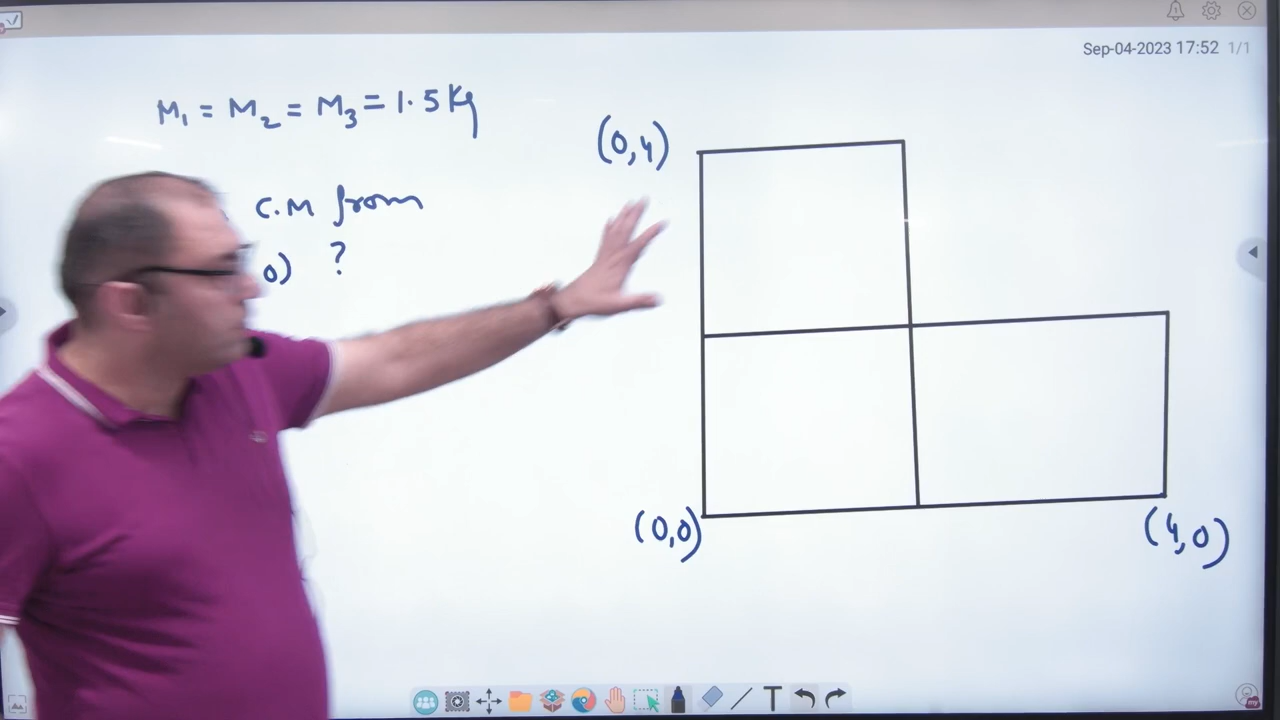 Sep-04-2023 17:52 1/1
M₁ = M₂ = M₃ = 1.5 Kg
C.M from
0) ?
(0,4)
(0,0)
(4,0)
T